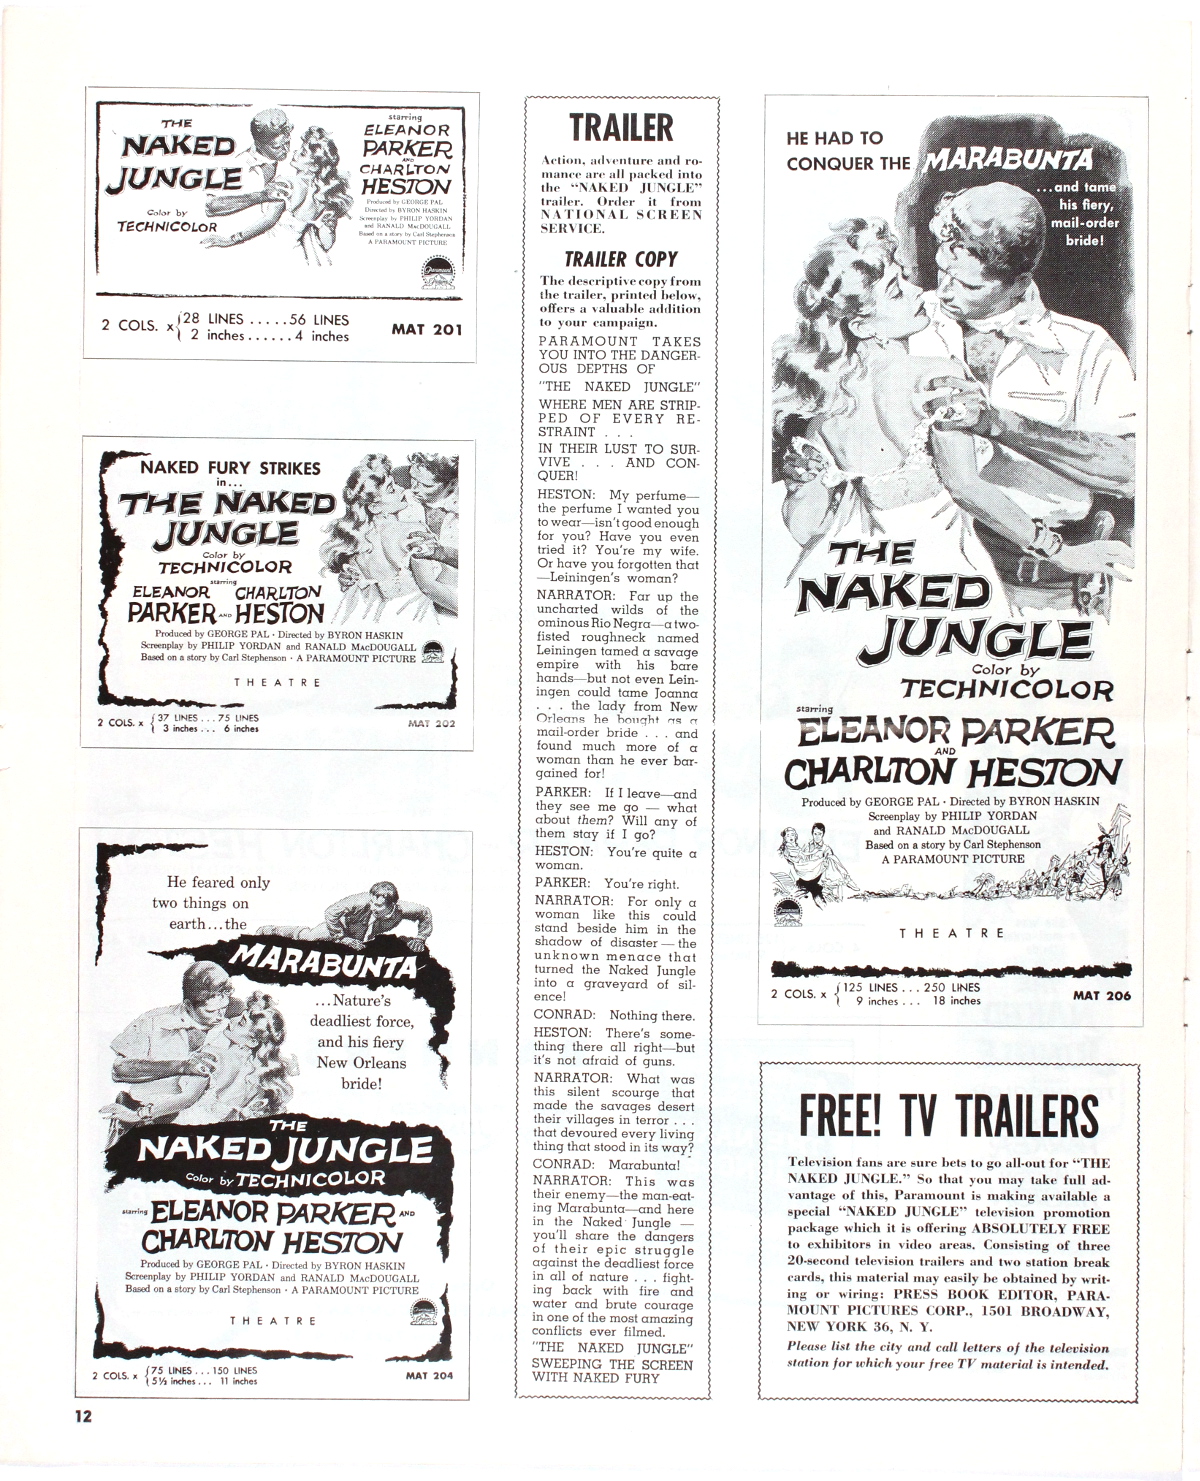 THE
NAKED
JUNGLE
Color by
TECHNICOLOR
starring
ELEANOR
PARKER
AND
CHARLTON
HESTON
Produced by GEORGE PAL
Directed by BYRON HASKIN
Screenplay by PHILIP YORDAN
and RANALD MacDOUGALL
Based on a story by Carl Stephenson
A PARAMOUNT PICTURE
Paramount
2 COLS. x { 28 LINES ..... 56 LINES
2 inches ...... 4 inches
MAT 201
NAKED FURY STRIKES
in...
THE NAKED
JUNGLE
Color by
TECHNICOLOR
starring
ELEANOR CHARLTON
PARKER AND HESTON
Produced by GEORGE PAL · Directed by BYRON HASKIN
Screenplay by PHILIP YORDAN and RANALD MacDOUGALL
Based on a story by Carl Stephenson · A PARAMOUNT PICTURE
THEATRE
2 COLS. x { 37 LINES ... 75 LINES
3 inches ... 6 inches
MAT 202
He feared only
two things on
earth...the
MARABUNTA
...Nature's
deadliest force,
and his fiery
New Orleans
bride!
THE
NAKED JUNGLE
Color by TECHNICOLOR
starring ELEANOR PARKER AND
CHARLTON HESTON
Produced by GEORGE PAL · Directed by BYRON HASKIN
Screenplay by PHILIP YORDAN and RANALD MacDOUGALL
Based on a story by Carl Stephenson · A PARAMOUNT PICTURE
THEATRE
2 COLS. x { 75 LINES ... 150 LINES
5½ inches ... 11 inches
MAT 204
12
TRAILER
Action, adventure and ro-
mance are all packed into
the "NAKED JUNGLE"
trailer. Order it from
NATIONAL SCREEN
SERVICE.
TRAILER COPY
The descriptive copy from
the trailer, printed below,
offers a valuable addition
to your campaign.
PARAMOUNT TAKES
YOU INTO THE DANGER-
OUS DEPTHS OF
"THE NAKED JUNGLE"
WHERE MEN ARE STRIP-
PED OF EVERY RE-
STRAINT . . .
IN THEIR LUST TO SUR-
VIVE . . . AND CON-
QUER!
HESTON: My perfume—
the perfume I wanted you
to wear—isn't good enough
for you? Have you even
tried it? You're my wife.
Or have you forgotten that
—Leiningen's woman?
NARRATOR: Far up the
uncharted wilds of the
ominous Rio Negra—a two-
fisted roughneck named
Leiningen tamed a savage
empire with his bare
hands—but not even Lein-
ingen could tame Joanna
. . . the lady from New
Orleans he bought as a
mail-order bride . . . and
found much more of a
woman than he ever bar-
gained for!
PARKER: If I leave—and
they see me go — what
about them? Will any of
them stay if I go?
HESTON: You're quite a
woman.
PARKER: You're right.
NARRATOR: For only a
woman like this could
stand beside him in the
shadow of disaster — the
unknown menace that
turned the Naked Jungle
into a graveyard of sil-
ence!
CONRAD: Nothing there.
HESTON: There's some-
thing there all right—but
it's not afraid of guns.
NARRATOR: What was
this silent scourge that
made the savages desert
their villages in terror . . .
that devoured every living
thing that stood in its way?
CONRAD: Marabunta!
NARRATOR: This was
their enemy—the man-eat-
ing Marabunta—and here
in the Naked Jungle —
you'll share the dangers
of their epic struggle
against the deadliest force
in all of nature . . . fight-
ing back with fire and
water and brute courage
in one of the most amazing
conflicts ever filmed.
"THE NAKED JUNGLE"
SWEEPING THE SCREEN
WITH NAKED FURY
HE HAD TO
CONQUER THE MARABUNTA
...and tame
his fiery,
mail-order
bride!
THE
NAKED
JUNGLE
Color by
TECHNICOLOR
starring
ELEANOR PARKER
AND
CHARLTON HESTON
Produced by GEORGE PAL · Directed by BYRON HASKIN
Screenplay by PHILIP YORDAN
and RANALD MacDOUGALL
Based on a story by Carl Stephenson
A PARAMOUNT PICTURE
THEATRE
2 COLS. x { 125 LINES ... 250 LINES
9 inches ... 18 inches
MAT 206
FREE! TV TRAILERS
Television fans are sure bets to go all-out for "THE
NAKED JUNGLE." So that you may take full ad-
vantage of this, Paramount is making available a
special "NAKED JUNGLE" television promotion
package which it is offering ABSOLUTELY FREE
to exhibitors in video areas. Consisting of three
20-second television trailers and two station break
cards, this material may easily be obtained by writ-
ing or wiring: PRESS BOOK EDITOR, PARA-
MOUNT PICTURES CORP., 1501 BROADWAY,
NEW YORK 36, N. Y.
Please list the city and call letters of the television
station for which your free TV material is intended.